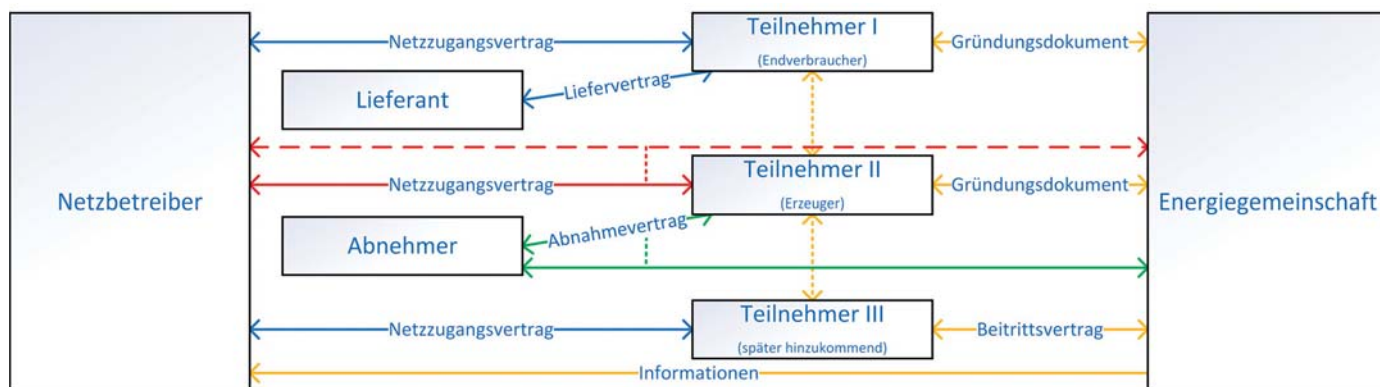 Netzzugangsvertrag
Teilnehmer I
(Endverbraucher)
Gründungsdokument
Lieferant
Liefervertrag
Netzbetreiber
Netzzugangsvertrag
Teilnehmer II
(Erzeuger)
Gründungsdokument
Energiegemeinschaft
Abnehmer
Abnahmevertrag
Netzzugangsvertrag
Teilnehmer III
(später hinzukommend)
Beitrittsvertrag
Informationen